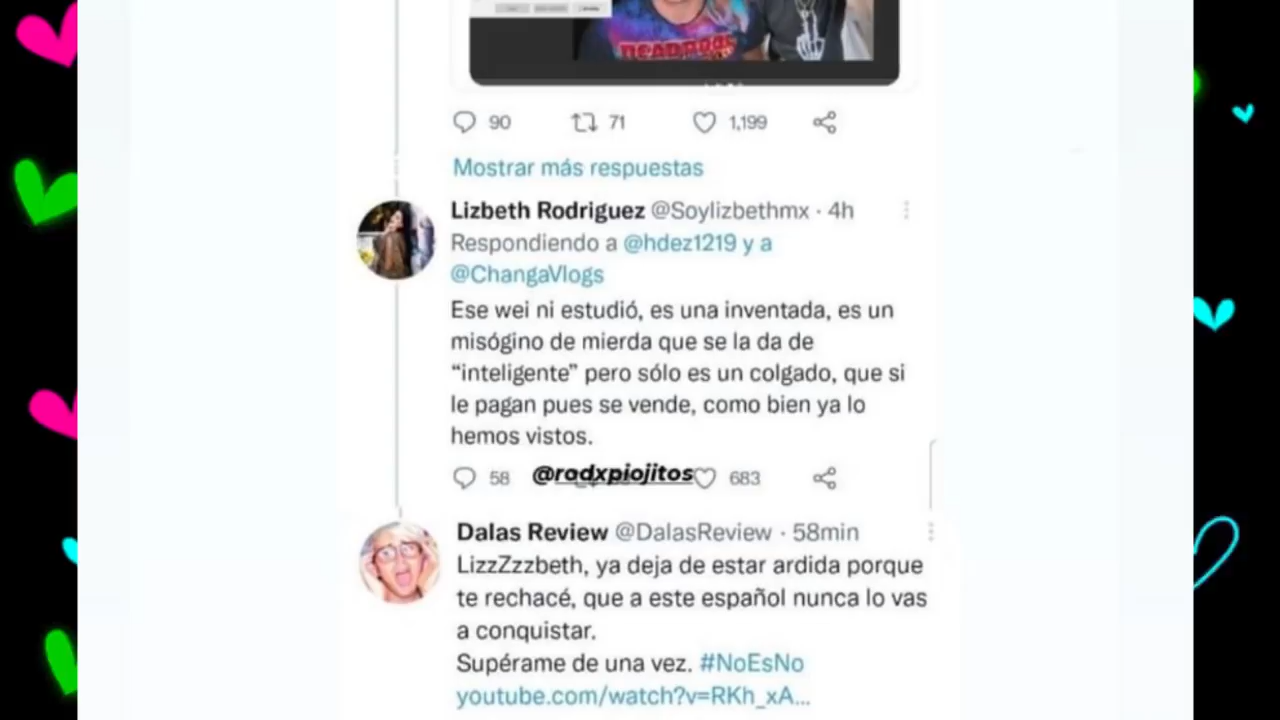 DEADPOOL
90 71 1,199
Mostrar más respuestas
Lizbeth Rodriguez @Soylizbethmx · 4h
Respondiendo a @hdez1219 y a
@ChangaVlogs
Ese wei ni estudió, es una inventada, es un
misógino de mierda que se la da de
“inteligente” pero sólo es un colgado, que si
le pagan pues se vende, como bien ya lo
hemos vistos.
58 @rodxpiojitos 683
Dalas Review @DalasReview · 58min
LizzZzzbeth, ya deja de estar ardida porque
te rechacé, que a este español nunca lo vas
a conquistar.
Supérame de una vez. #NoEsNo
youtube.com/watch?v=RKh_xA...